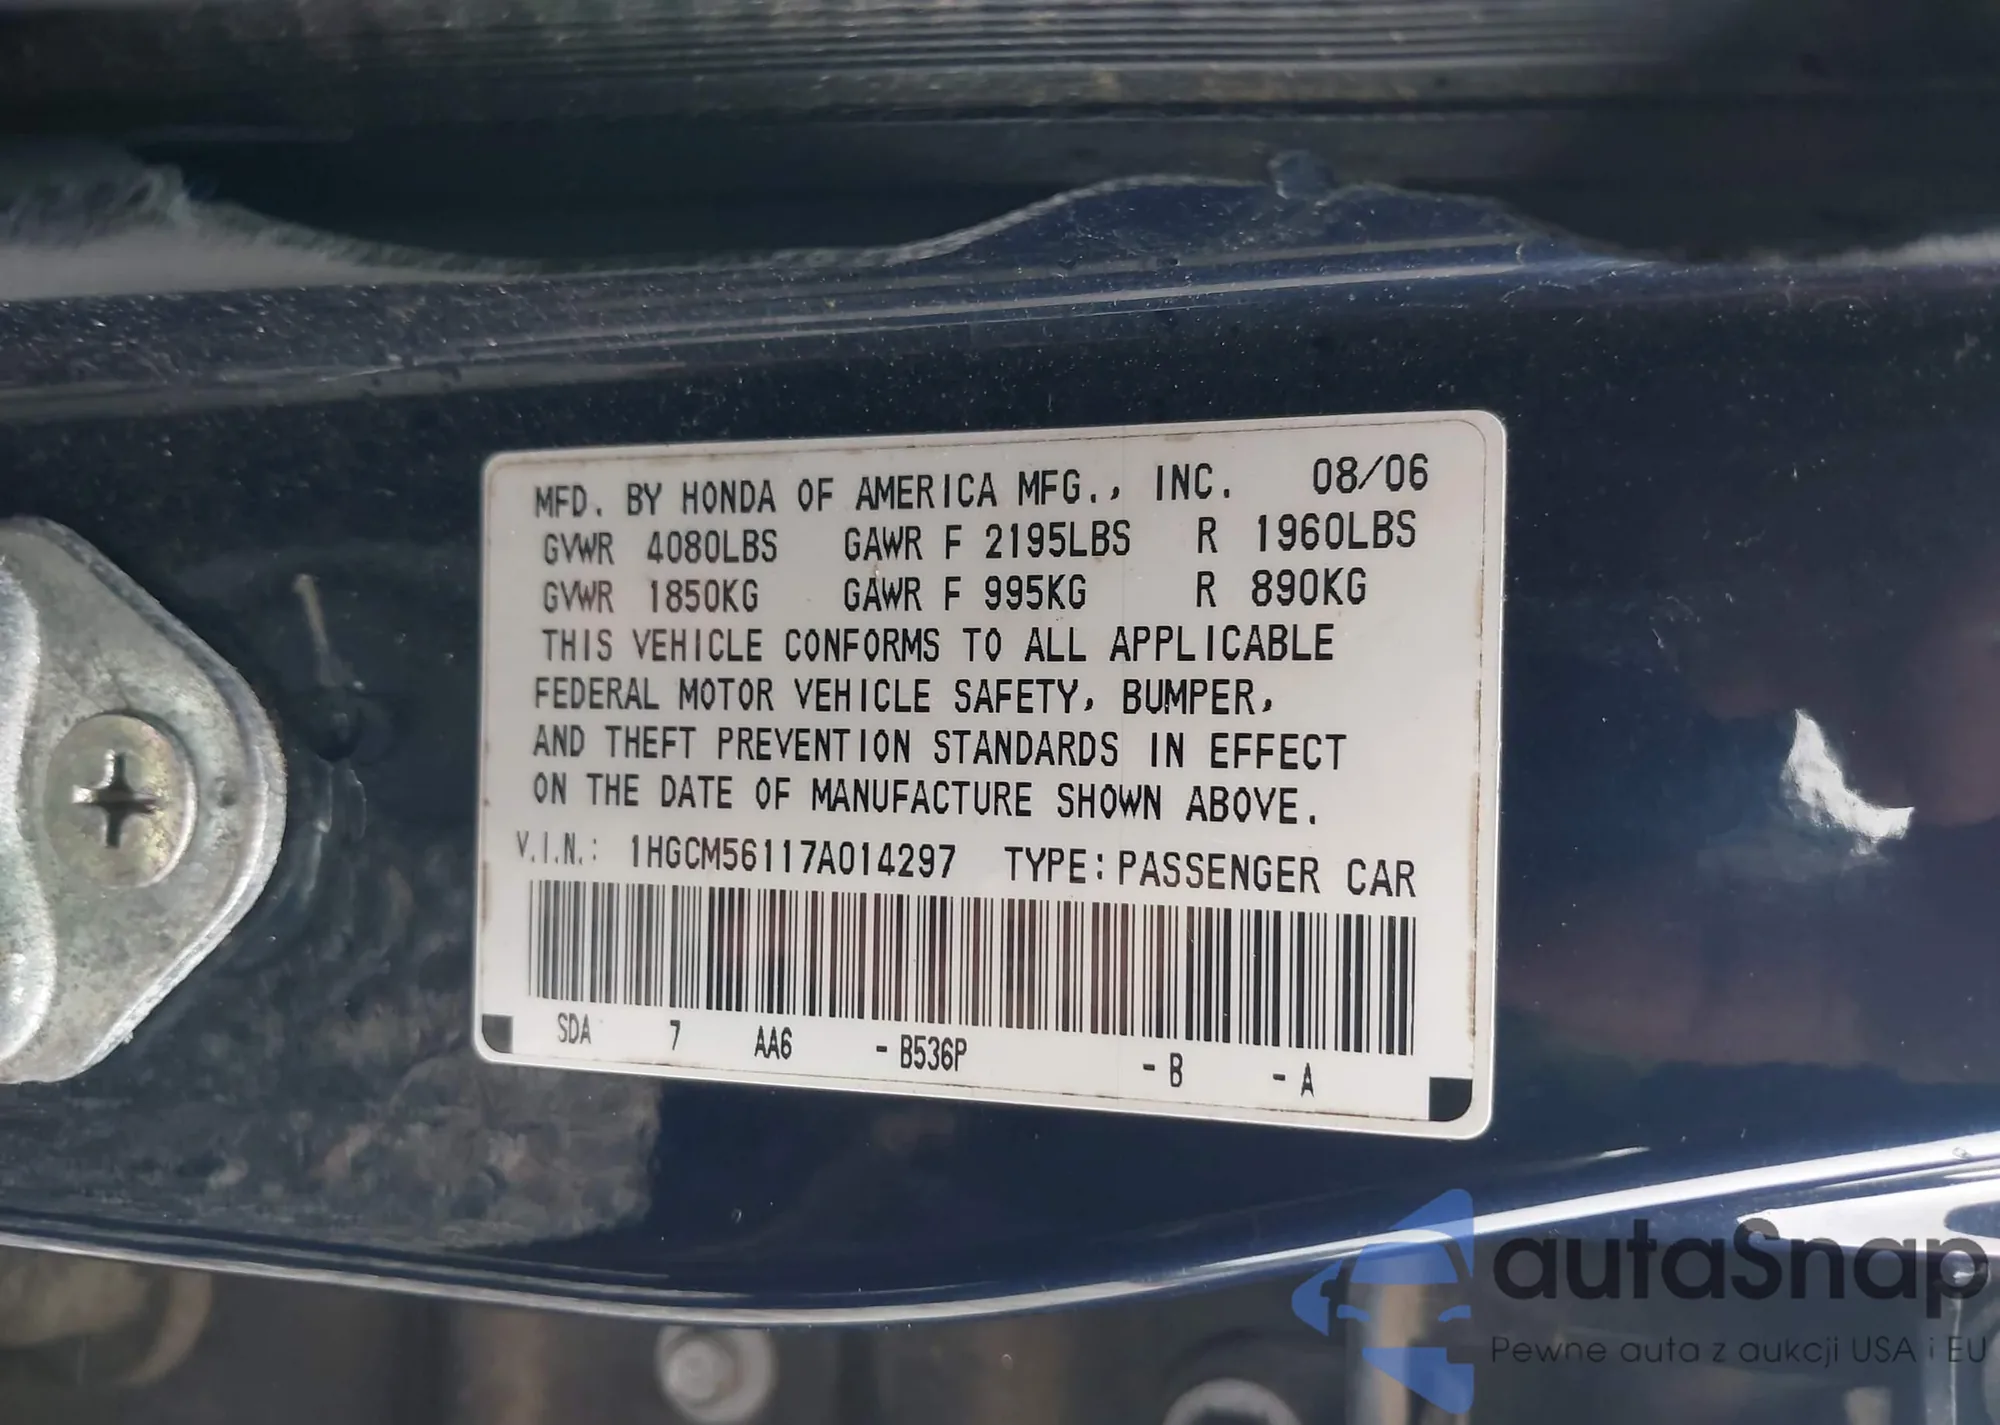 MFD. BY HONDA OF AMERICA MFG., INC. 08/06
GVWR 4080LBS GAWR F 2195LBS R 1960LBS
GVWR 1850KG GAWR F 995KG R 890KG
THIS VEHICLE CONFORMS TO ALL APPLICABLE
FEDERAL MOTOR VEHICLE SAFETY, BUMPER,
AND THEFT PREVENTION STANDARDS IN EFFECT
ON THE DATE OF MANUFACTURE SHOWN ABOVE.
V.I.N.: 1HGCM56117A014297 TYPE: PASSENGER CAR
SDA 7 AA6 - B536P - B - A
autaSnap
Pewne auta z aukcji USA i EU